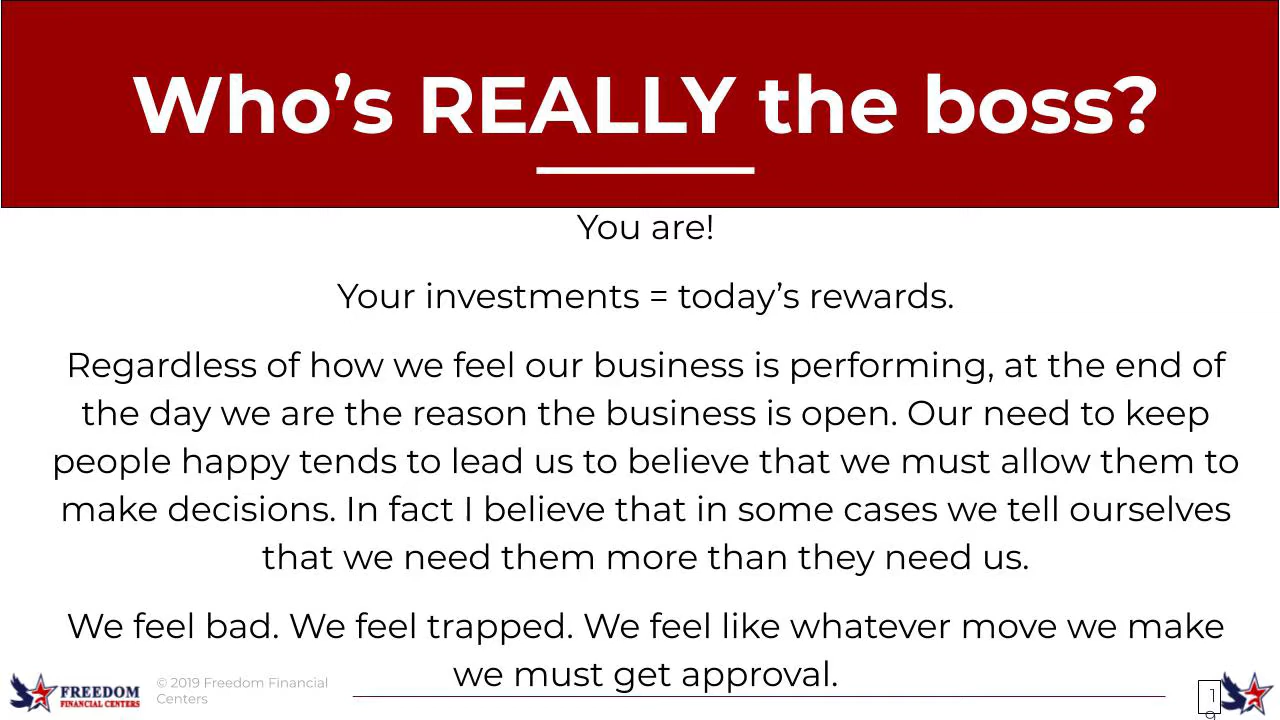 Who’s REALLY the boss?
You are!
Your investments = today’s rewards.
Regardless of how we feel our business is performing, at the end of
the day we are the reason the business is open. Our need to keep
people happy tends to lead us to believe that we must allow them to
make decisions. In fact I believe that in some cases we tell ourselves
that we need them more than they need us.
We feel bad. We feel trapped. We feel like whatever move we make
we must get approval.
FREEDOM
FINANCIAL CENTERS
© 2019 Freedom Financial
Centers
1
9